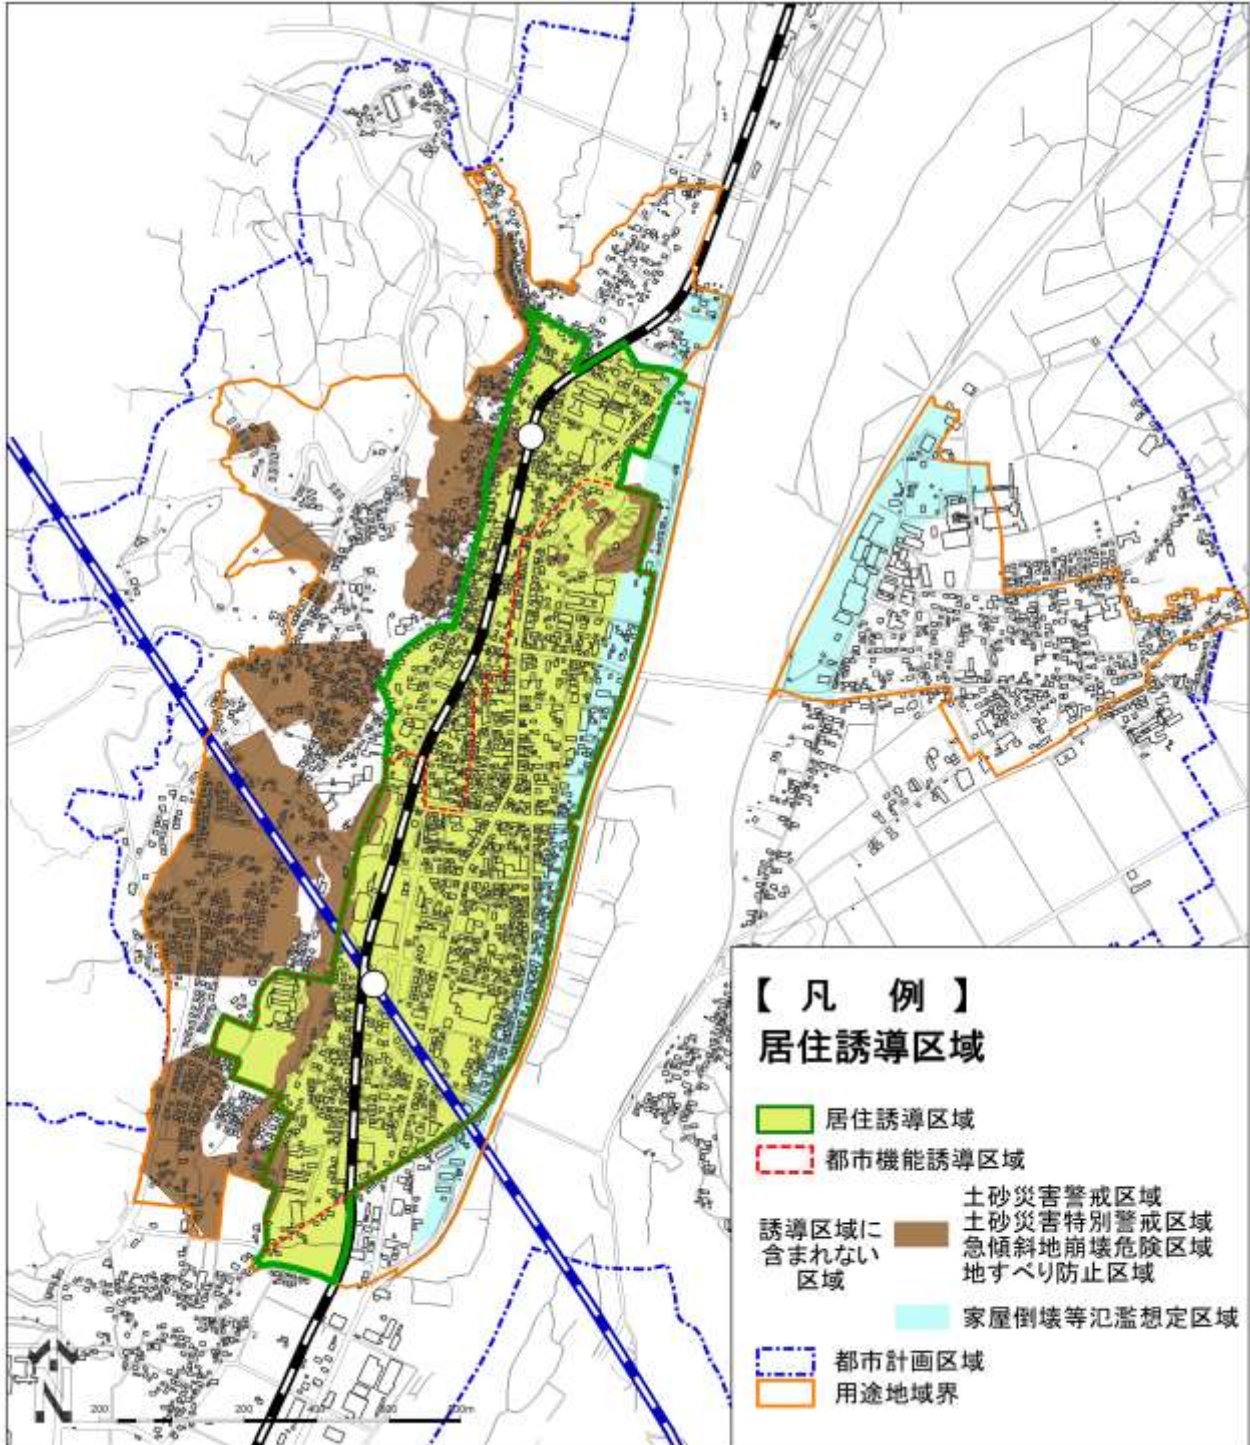 【 凡 例 】
居住誘導区域
居住誘導区域
都市機能誘導区域
誘導区域に
含まれない
区域
土砂災害警戒区域
土砂災害特別警戒区域
急傾斜地崩壊危険区域
地すべり防止区域
家屋倒壊等氾濫想定区域
都市計画区域
用途地域界
N
200
200
400